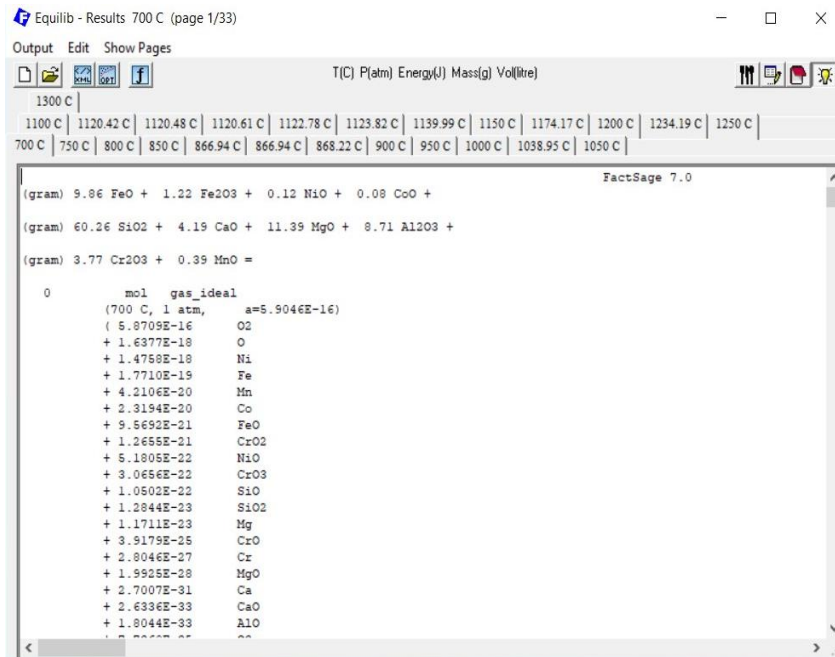 Equilib - Results 700 C (page 1/33)
Output Edit Show Pages
T(C) P(atm) Energy(J) Mass(g) Vol(litre)
1300 C
1100 C 1120.42 C 1120.48 C 1120.61 C 1122.78 C 1123.82 C 1139.99 C 1150 C 1174.17 C 1200 C 1234.19 C 1250 C
700 C 750 C 800 C 850 C 866.94 C 866.94 C 868.22 C 900 C 950 C 1000 C 1038.95 C 1050 C
FactSage 7.0
(gram) 9.86 FeO + 1.22 Fe2O3 + 0.12 NiO + 0.08 CoO +
(gram) 60.26 SiO2 + 4.19 CaO + 11.39 MgO + 8.71 Al2O3 +
(gram) 3.77 Cr2O3 + 0.39 MnO =
0 mol gas_ideal
(700 C, 1 atm, a=5.9046E-16)
( 5.8709E-16 O2
+ 1.6377E-18 O
+ 1.4758E-18 Ni
+ 1.7710E-19 Fe
+ 4.2106E-20 Mn
+ 2.3194E-20 Co
+ 9.5692E-21 FeO
+ 1.2655E-21 CrO2
+ 5.1805E-22 NiO
+ 3.0656E-22 CrO3
+ 1.0502E-22 SiO
+ 1.2844E-23 SiO2
+ 1.1711E-23 Mg
+ 3.9179E-25 CrO
+ 2.8046E-27 Cr
+ 1.9925E-28 MgO
+ 2.7007E-31 Ca
+ 2.6336E-33 CaO
+ 1.8044E-33 AlO